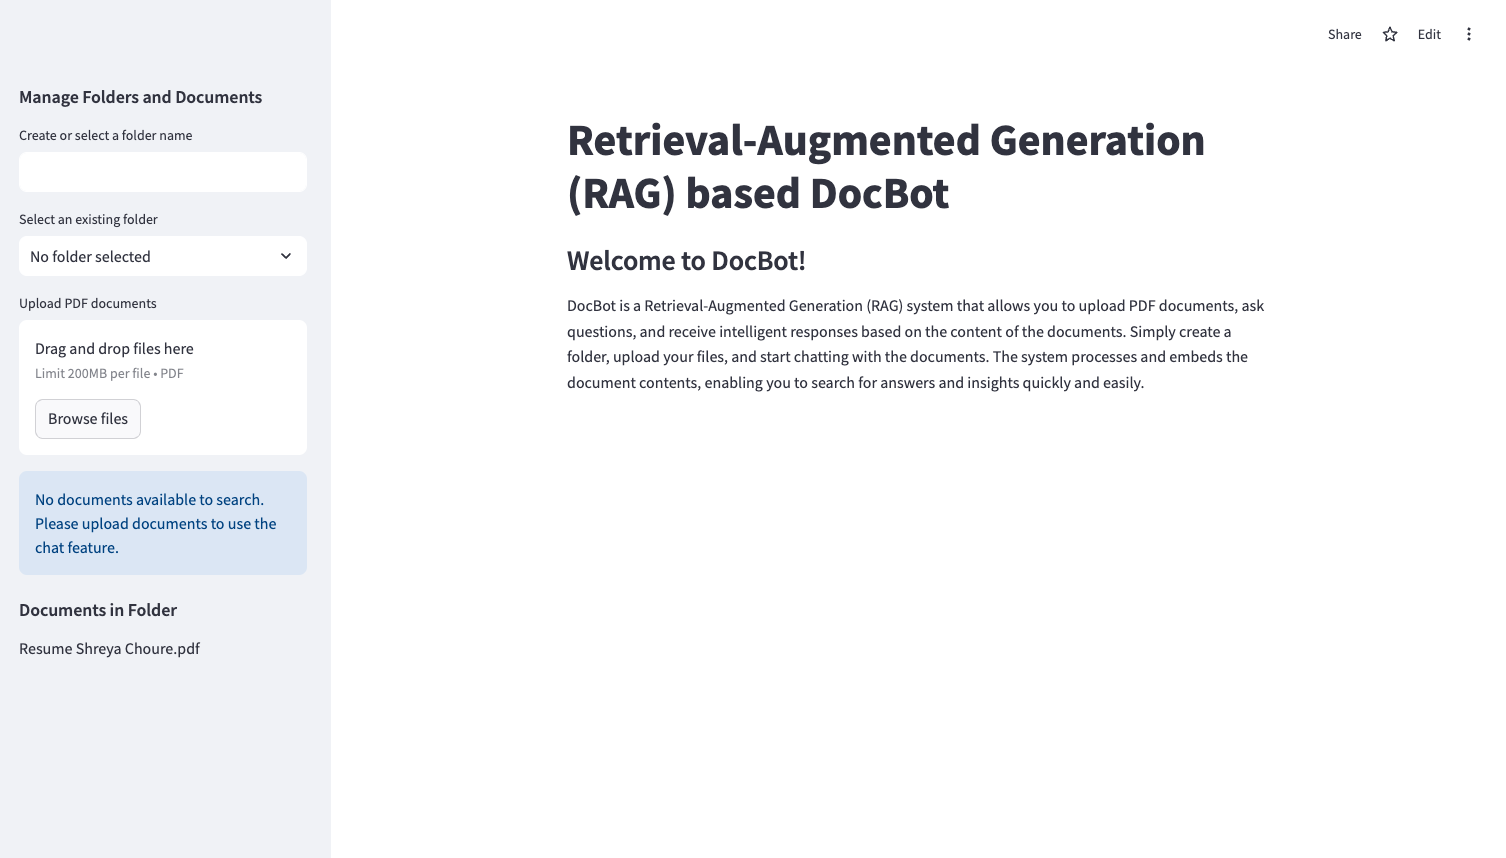 Share
Edit
Manage Folders and Documents
Create or select a folder name
Select an existing folder
No folder selected
Upload PDF documents
Drag and drop files here
Limit 200MB per file • PDF
Browse files
No documents available to search.
Please upload documents to use the
chat feature.
Documents in Folder
Resume Shreya Choure.pdf
Retrieval-Augmented Generation
(RAG) based DocBot
Welcome to DocBot!
DocBot is a Retrieval-Augmented Generation (RAG) system that allows you to upload PDF documents, ask
questions, and receive intelligent responses based on the content of the documents. Simply create a
folder, upload your files, and start chatting with the documents. The system processes and embeds the
document contents, enabling you to search for answers and insights quickly and easily.